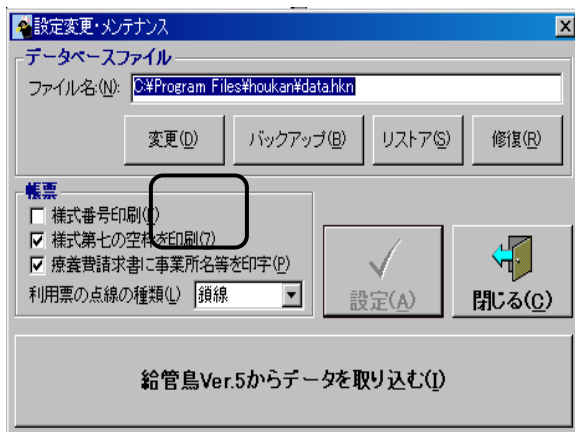 設定変更・メンテナンス
データベースファイル
ファイル名:(N): C:¥Program Files¥houkan¥data.hkn
変更(D) バックアップ(B) リストア(S) 修復(R)
帳票
様式番号印刷
様式第七の空枠を印刷(7)
療養費請求書に事業所名等を印字(P)
利用票の点線の種類(L) 鎖線
設定(A) 閉じる(C)
給管鳥Ver.5からデータを取り込む(I)